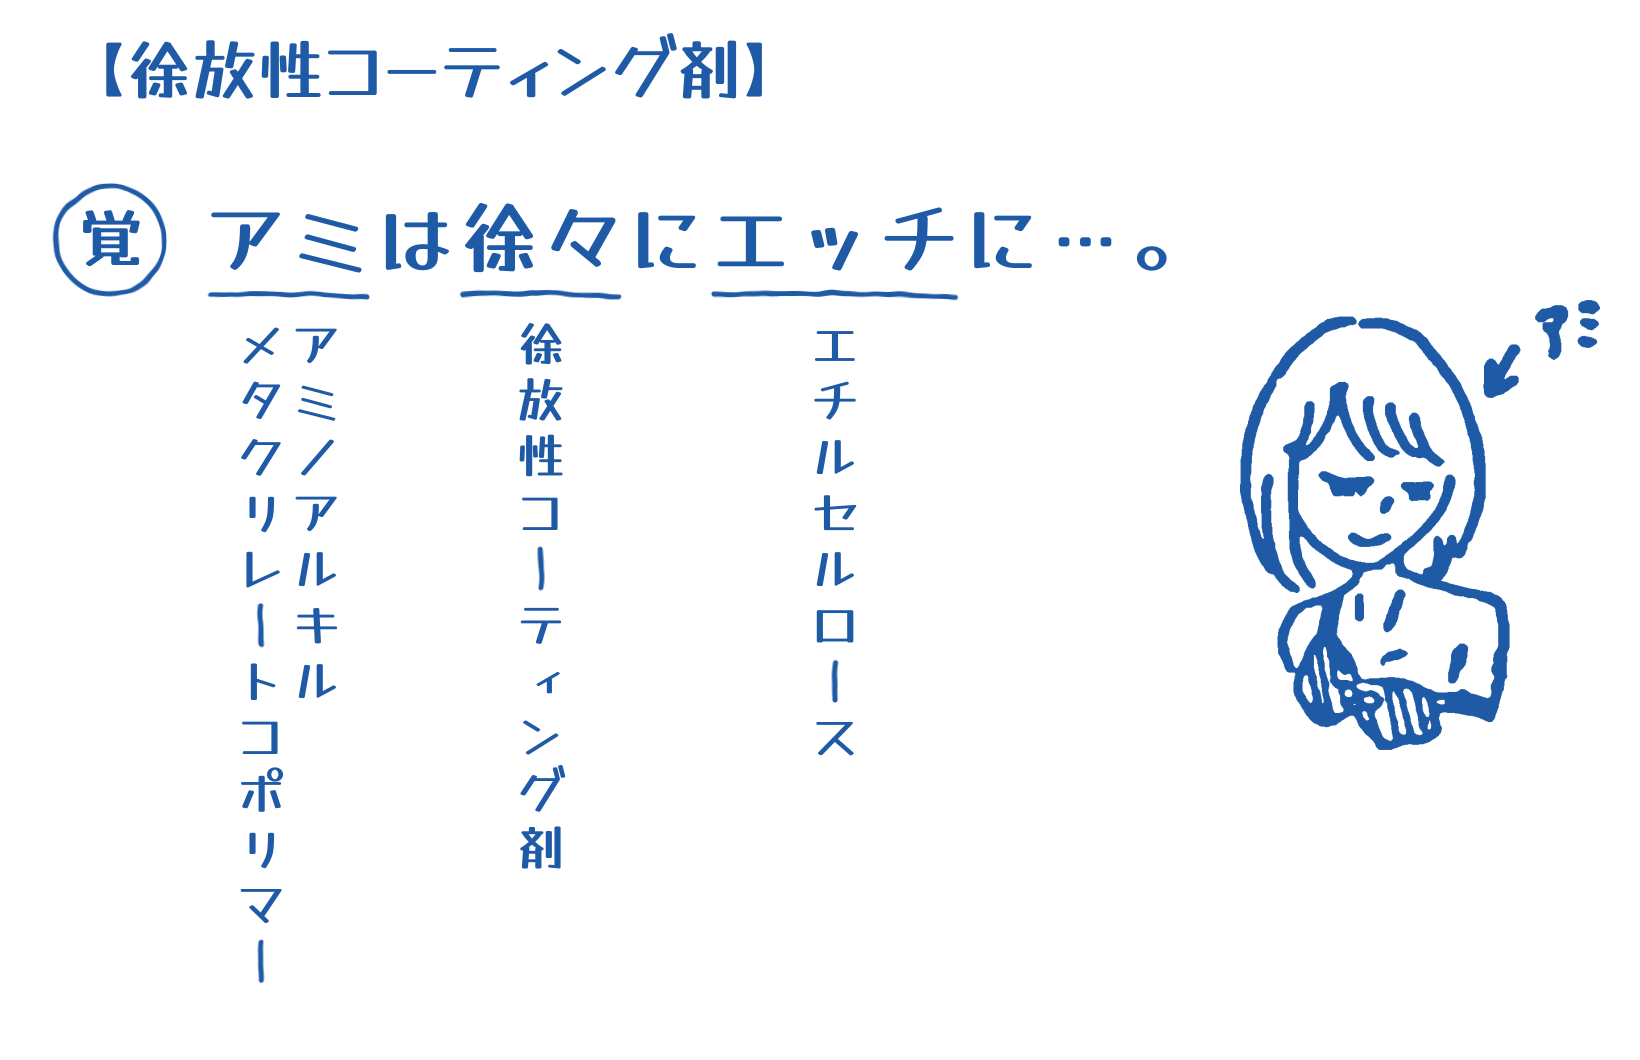 【徐放性コーティング剤】
覚 アミは徐々にエッチに…。
アミノアルキル
メタクリレートコポリマー
徐放性コーティング剤
エチルセルロース
アミ